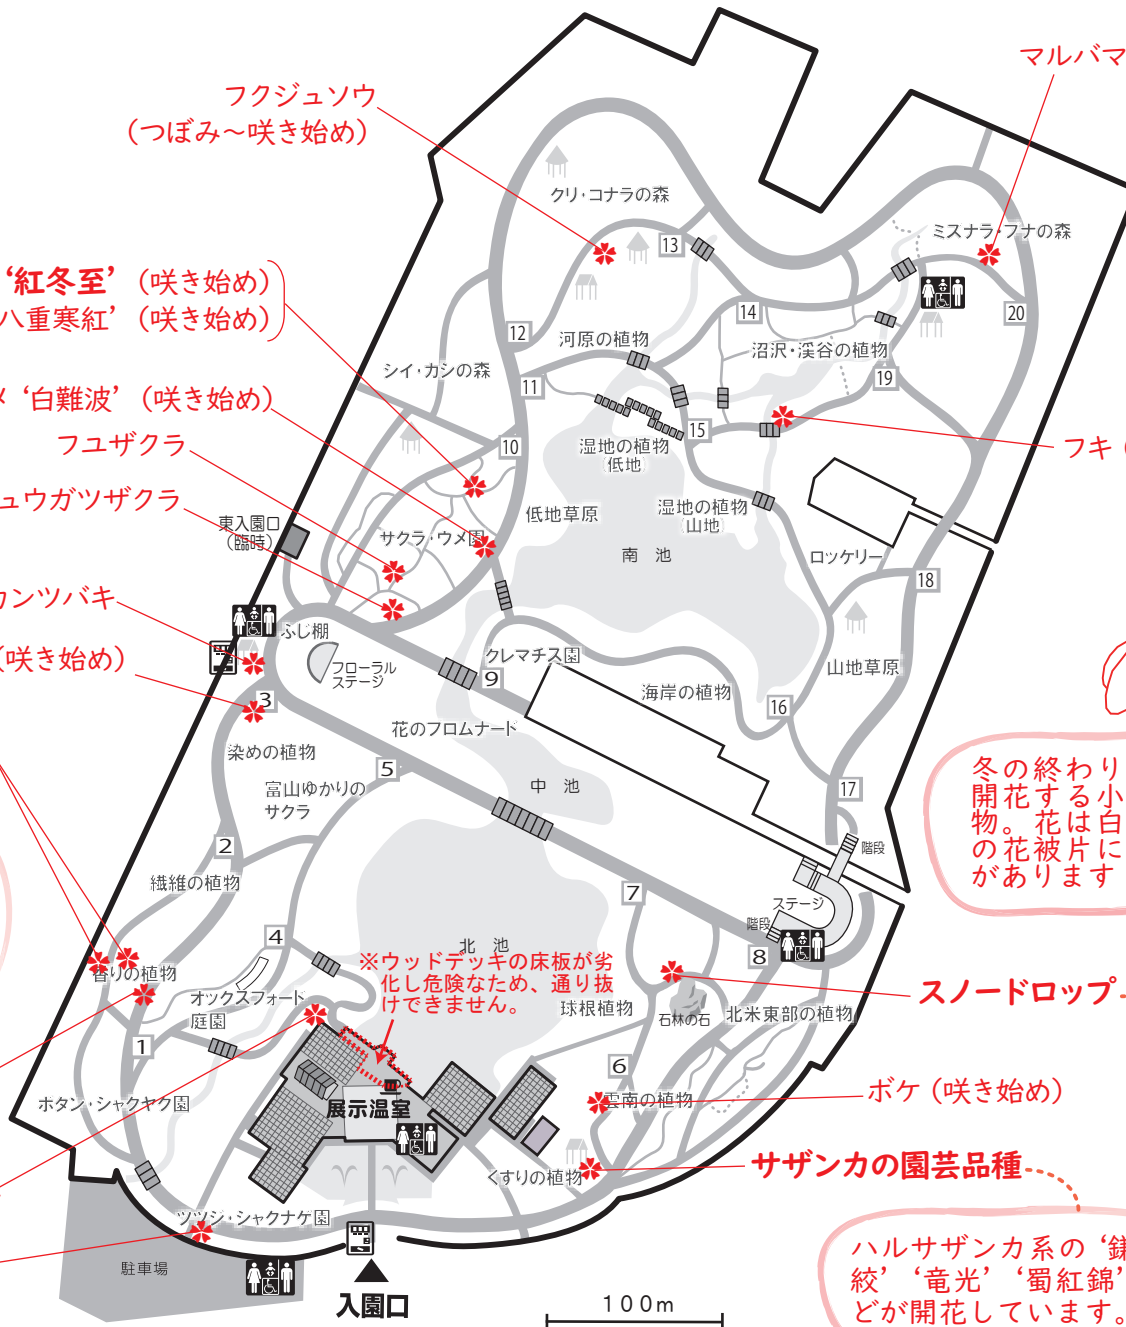 マルバマ
フクジュソウ
(つぼみ～咲き始め)
クリ・コナラの森
ミズナラ・ブナの森
13
‘紅冬至’ (咲き始め)
八重寒紅’ (咲き始め)
12
14
20
河原の植物
沼沢・渓谷の植物
シイ・カシの森
11
19
‘白難波’ (咲き始め)
15
10
フユザクラ
湿地の植物
(低地)
フキ
ュウガツザクラ
湿地の植物
(山地)
東入園口
(臨時)
低地草原
サクラ・ウメ園
南 池
ロッケリー
18
カンツバキ
ふじ棚
クレマチス園
フローラル
ステージ
(咲き始め)
9
海岸の植物
山地草原
3
16
花のプロムナード
染めの植物
5
冬の終わり
開花する小
物。花は白
の花被片に
があります
富山ゆかりの
サクラ
中 池
17
2
階段
繊維の植物
7
ステージ
階段
4
北 池
8
香りの植物
※ウッドデッキの床板が劣
化し危険なため、通り抜
けできません。
オックスフォード
庭園
球根植物
石林の石
北米東部の植物
スノードロップ
1
6
ボタン・シャクヤク園
展示温室
雲南の植物
ボケ (咲き始め)
くすりの植物
サザンカの園芸品種
ツツジ・シャクナゲ園
駐車場
入園口
100m
ハルサザンカ系の ‘鎌
絞’ ‘竜光’ ‘蜀紅錦’
どが開花しています。